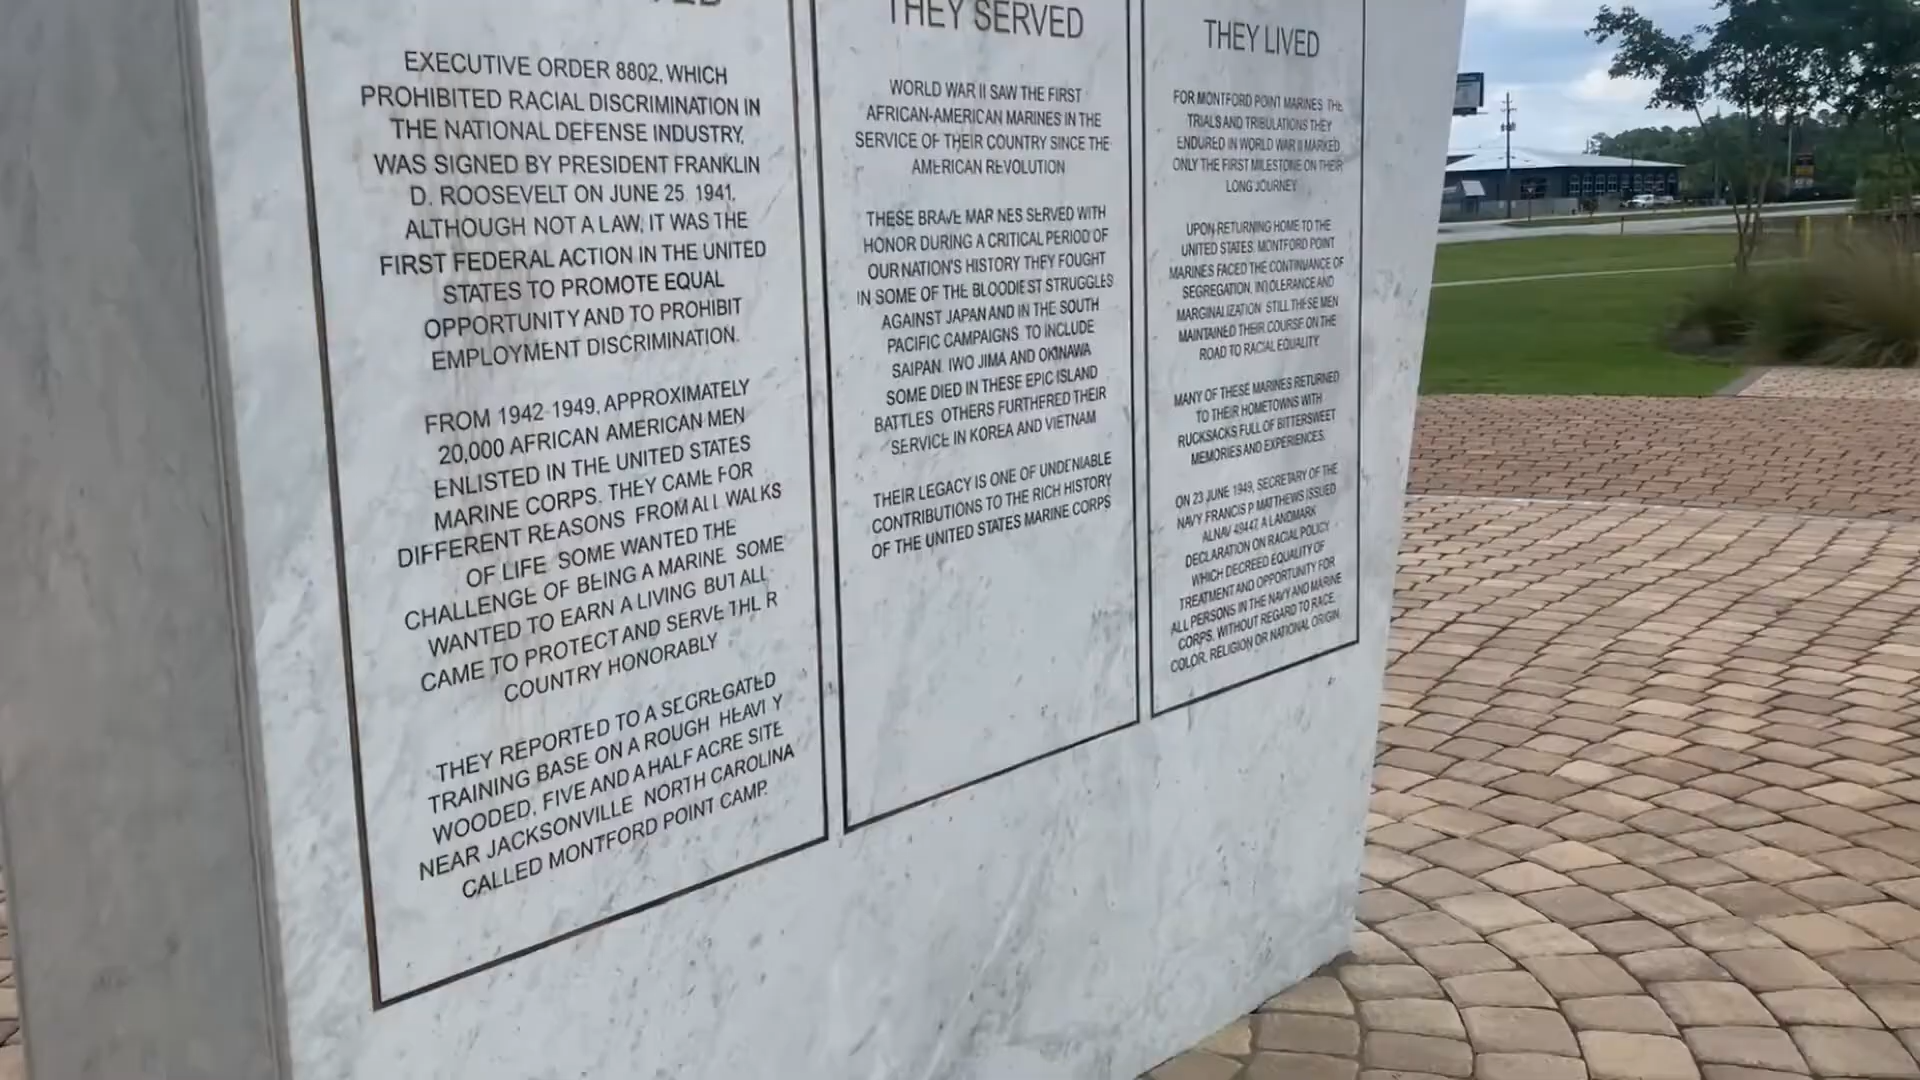 EXECUTIVE ORDER 8802, WHICH
PROHIBITED RACIAL DISCRIMINATION IN
THE NATIONAL DEFENSE INDUSTRY,
WAS SIGNED BY PRESIDENT FRANKLIN
D. ROOSEVELT ON JUNE 25, 1941.
ALTHOUGH NOT A LAW, IT WAS THE
FIRST FEDERAL ACTION IN THE UNITED
STATES TO PROMOTE EQUAL
OPPORTUNITY AND TO PROHIBIT
EMPLOYMENT DISCRIMINATION.
FROM 1942-1949, APPROXIMATELY
20,000 AFRICAN AMERICAN MEN
ENLISTED IN THE UNITED STATES
MARINE CORPS. THEY CAME FOR
DIFFERENT REASONS FROM ALL WALKS
OF LIFE SOME WANTED THE
CHALLENGE OF BEING A MARINE SOME
WANTED TO EARN A LIVING BUT ALL
CAME TO PROTECT AND SERVE THEIR
COUNTRY HONORABLY
THEY REPORTED TO A SEGREGATED
TRAINING BASE ON A ROUGH HEAVILY
WOODED, FIVE AND A HALF ACRE SITE
NEAR JACKSONVILLE NORTH CAROLINA
CALLED MONTFORD POINT CAMP.
THEY SERVED
WORLD WAR II SAW THE FIRST
AFRICAN-AMERICAN MARINES IN THE
SERVICE OF THEIR COUNTRY SINCE THE
AMERICAN REVOLUTION
THESE BRAVE MARINES SERVED WITH
HONOR DURING A CRITICAL PERIOD OF
OUR NATION'S HISTORY THEY FOUGHT
IN SOME OF THE BLOODIEST STRUGGLES
AGAINST JAPAN AND IN THE SOUTH
PACIFIC CAMPAIGNS TO INCLUDE
SAIPAN, IWO JIMA AND OKINAWA
SOME DIED IN THESE EPIC ISLAND
BATTLES OTHERS FURTHERED THEIR
SERVICE IN KOREA AND VIETNAM
THEIR LEGACY IS ONE OF UNDENIABLE
CONTRIBUTIONS TO THE RICH HISTORY
OF THE UNITED STATES MARINE CORPS
THEY LIVED
FOR MONTFORD POINT MARINES, THE
TRIALS AND TRIBULATIONS THEY
ENDURED IN WORLD WAR II MARKED
ONLY THE FIRST MILESTONE ON THEIR
LONG JOURNEY
UPON RETURNING HOME TO THE
UNITED STATES, MONTFORD POINT
MARINES FACED THE CONTINUANCE OF
SEGREGATION, INTOLERANCE AND
MARGINALIZATION STILL THESE MEN
MAINTAINED THEIR COURSE ON THE
ROAD TO RACIAL EQUALITY
MANY OF THESE MARINES RETURNED
TO THEIR HOMETOWNS WITH
RUCKSACKS FULL OF BITTERSWEET
MEMORIES AND EXPERIENCES.
ON 23 JUNE 1949, SECRETARY OF THE
NAVY FRANCIS P MATTHEWS ISSUED
ALNAV 49447, A LANDMARK
DECLARATION ON RACIAL POLICY
WHICH DECREED EQUALITY OF
TREATMENT AND OPPORTUNITY FOR
ALL PERSONS IN THE NAVY AND MARINE
CORPS, WITHOUT REGARD TO RACE,
COLOR, RELIGION OR NATIONAL ORIGIN